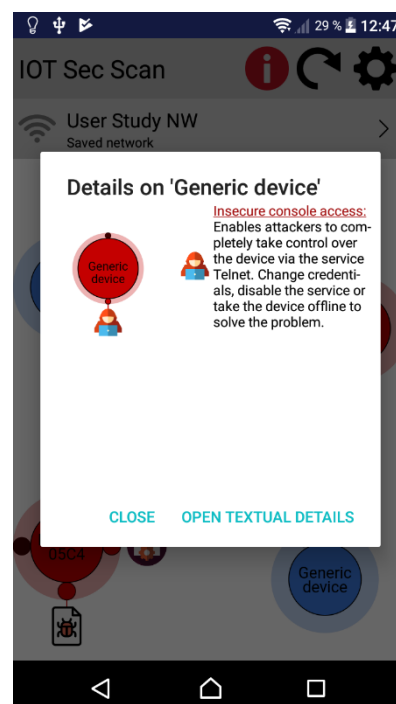 29 % 12:47
IOT Sec Scan
User Study NW
Saved network
Details on 'Generic device'
Generic
device
Insecure console access:
Enables attackers to com-
pletely take control over
the device via the service
Telnet. Change credenti-
als, disable the service or
take the device offline to
solve the problem.
CLOSE OPEN TEXTUAL DETAILS
05C4
Generic
device